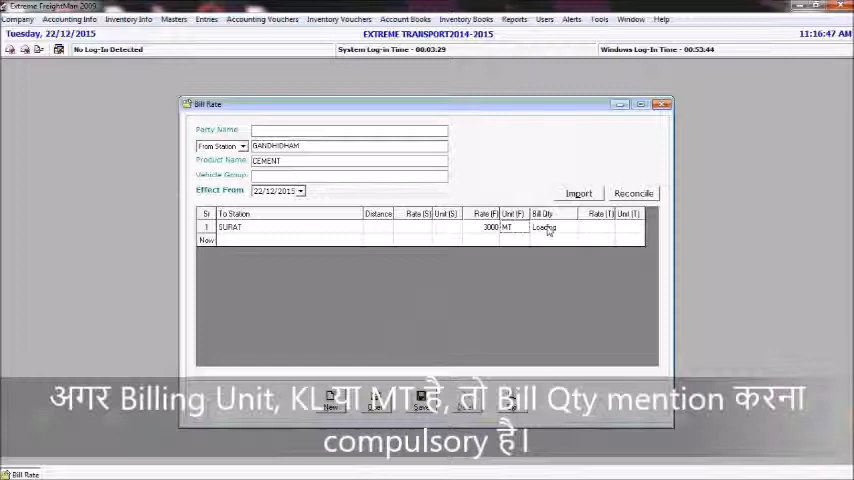 Extreme FreightMan 2009
Company Accounting Info Inventory Info Masters Entries Accounting Vouchers Inventory Vouchers Account Books Inventory Books Reports Users Alerts Tools Window Help
Tuesday, 22/12/2015 EXTREME TRANSPORT2014-2015 11:16:47 AM
No Log-In Detected System Log-in Time - 00:03:29 Windows Log-In Time - 00:53:44
Bill Rate
Party Name
From Station GANDHIDHAM
Product Name CEMENT
Vehicle Group
Effect From 22/12/2015
Import Reconcile
Sr To Station Distance Rate (S) Unit (S) Rate (F) Unit (F) Bill Qty Rate (T) Unit (T)
1 SURAT 3000 MT Loading
New
अगर Billing Unit, KL या MT है, तो Bill Qty mention करना
compulsory है।
New Open Save
Bill Rate